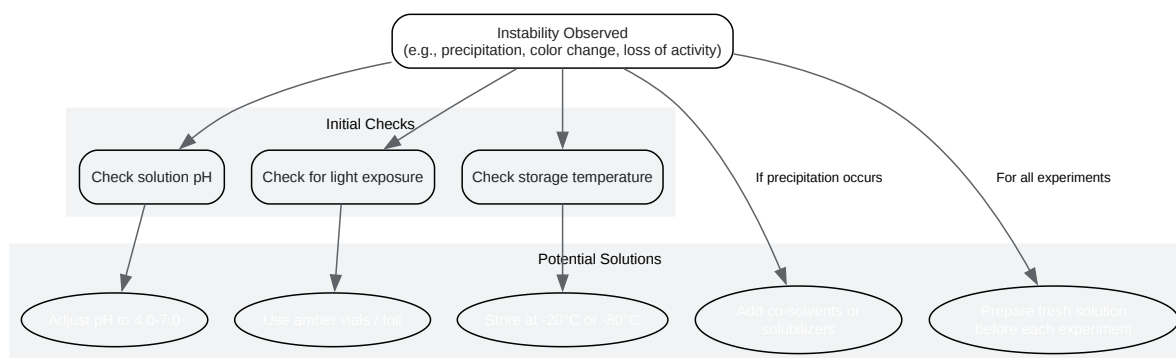 Instability Observed
(e.g., precipitation, color change, loss of activity)
Initial Checks
Check solution pH
Check for light exposure
Check storage temperature
If precipitation occurs
For all experiments
Potential Solutions
Adjust pH to 4.0-7.0
Use amber vials / foil
Store at -20°C or -80°C
Add co-solvents or
solubilizers
Prepare fresh solution
before each experiment